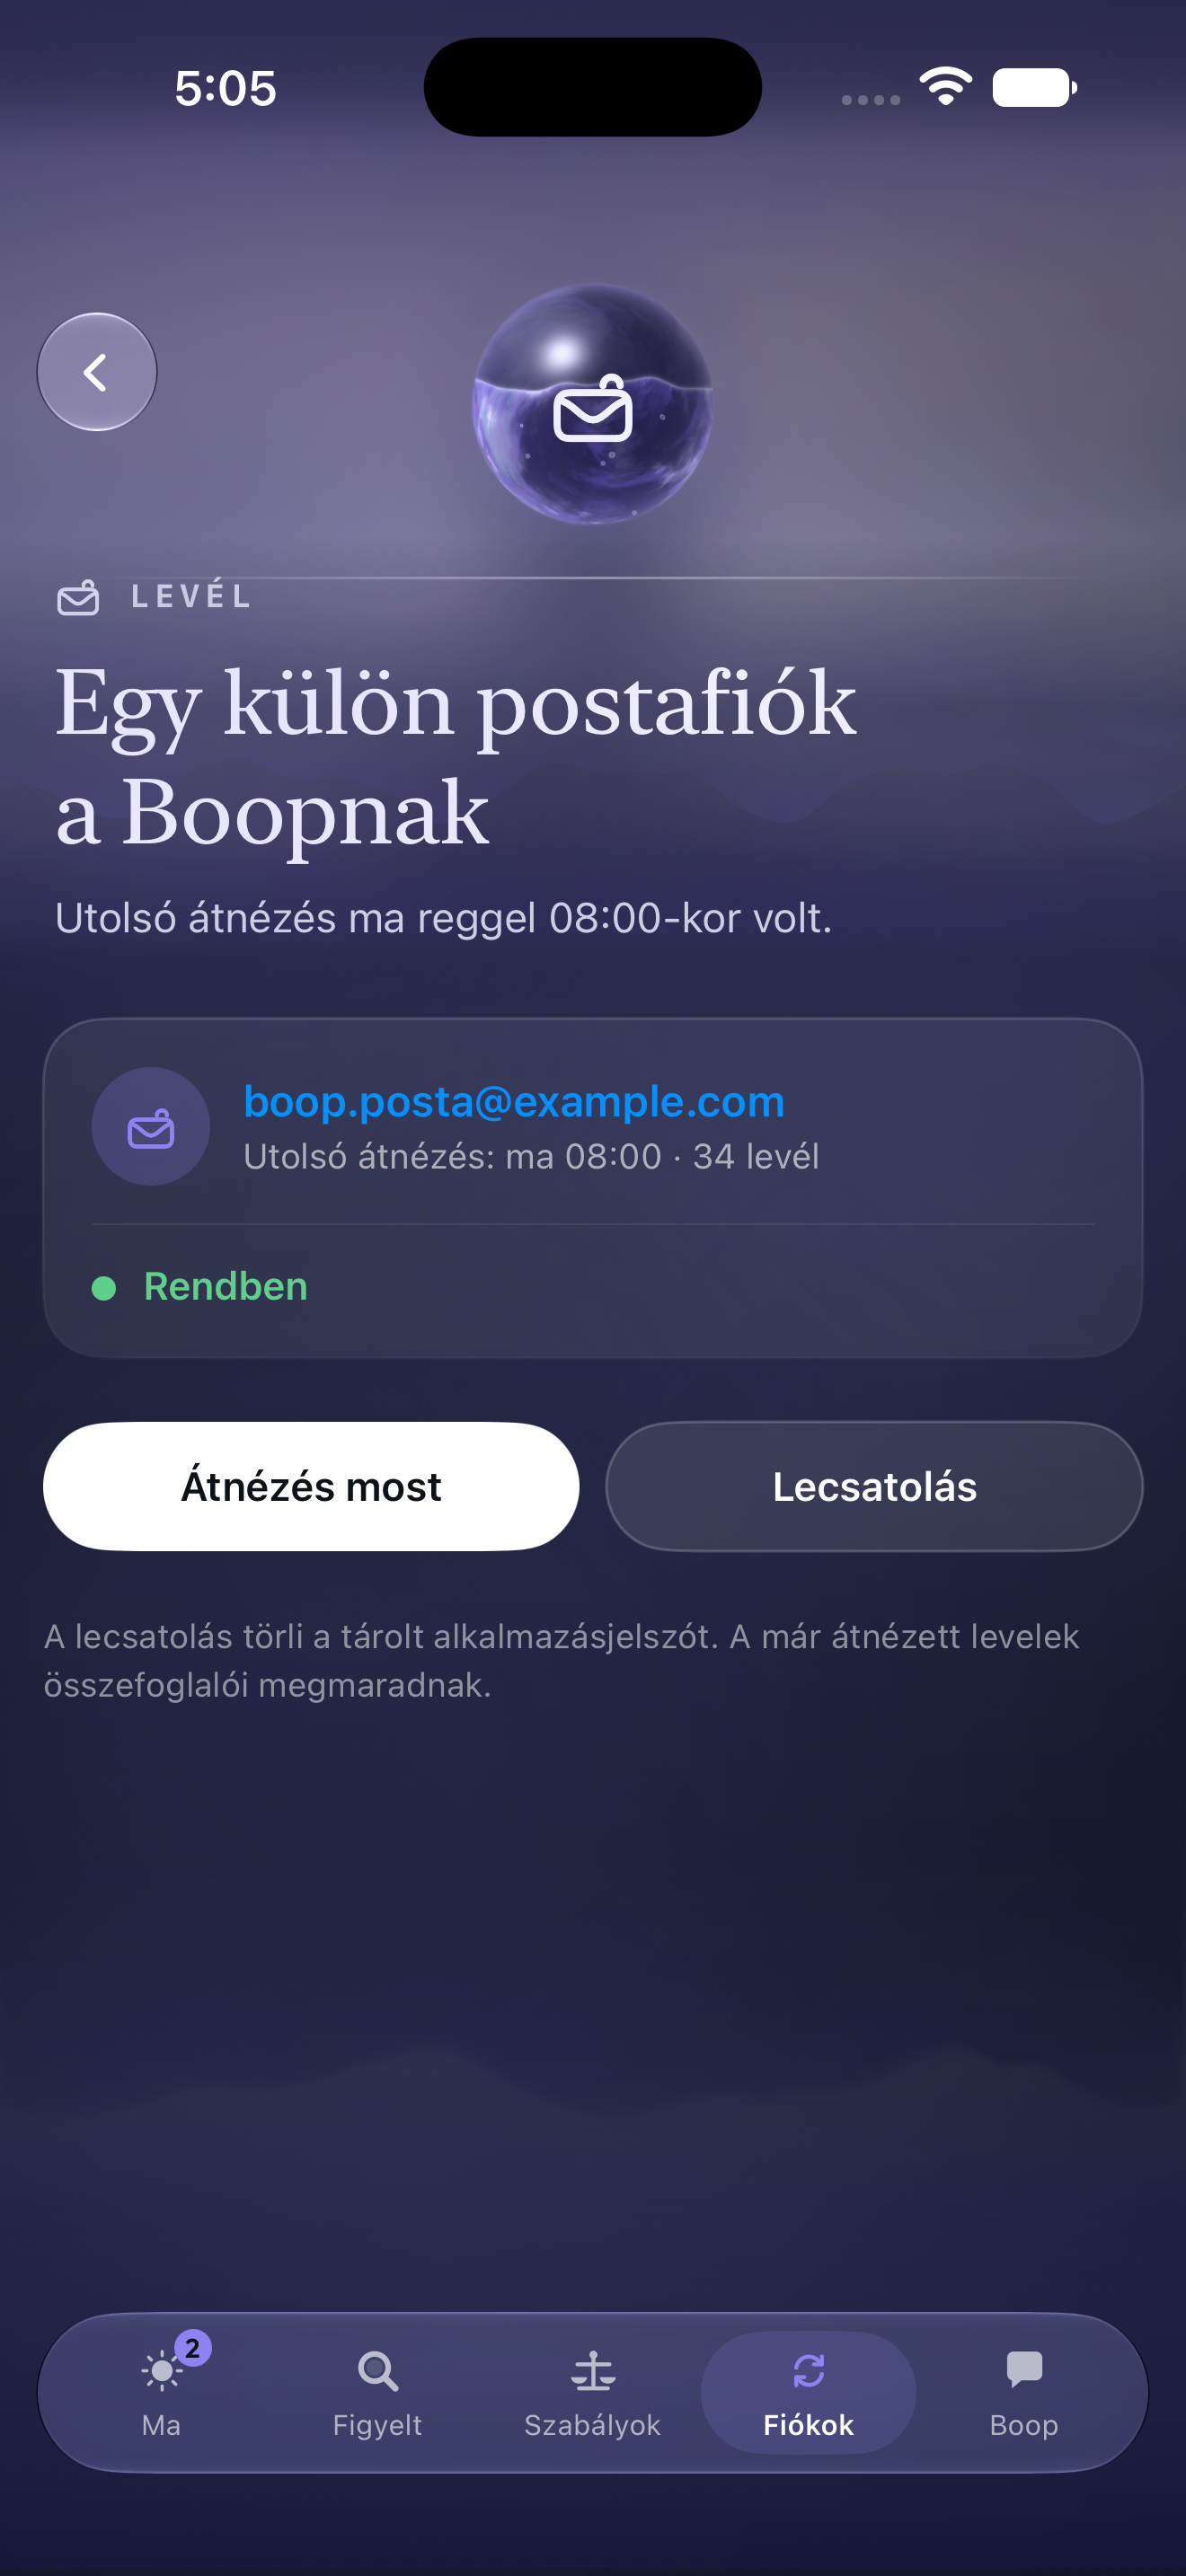 5:05
LEVÉL
Egy külön postafiók
a Boopnak
Utolsó átnézés ma reggel 08:00-kor volt.
boop.posta@example.com
Utolsó átnézés: ma 08:00 · 34 levél
Rendben
Átnézés most
Lecsatolás
A lecsatolás törli a tárolt alkalmazásjelszót. A már átnézett levelek
összefoglalói megmaradnak.
2
Ma
Figyelt
Szabályok
Fiókok
Boop